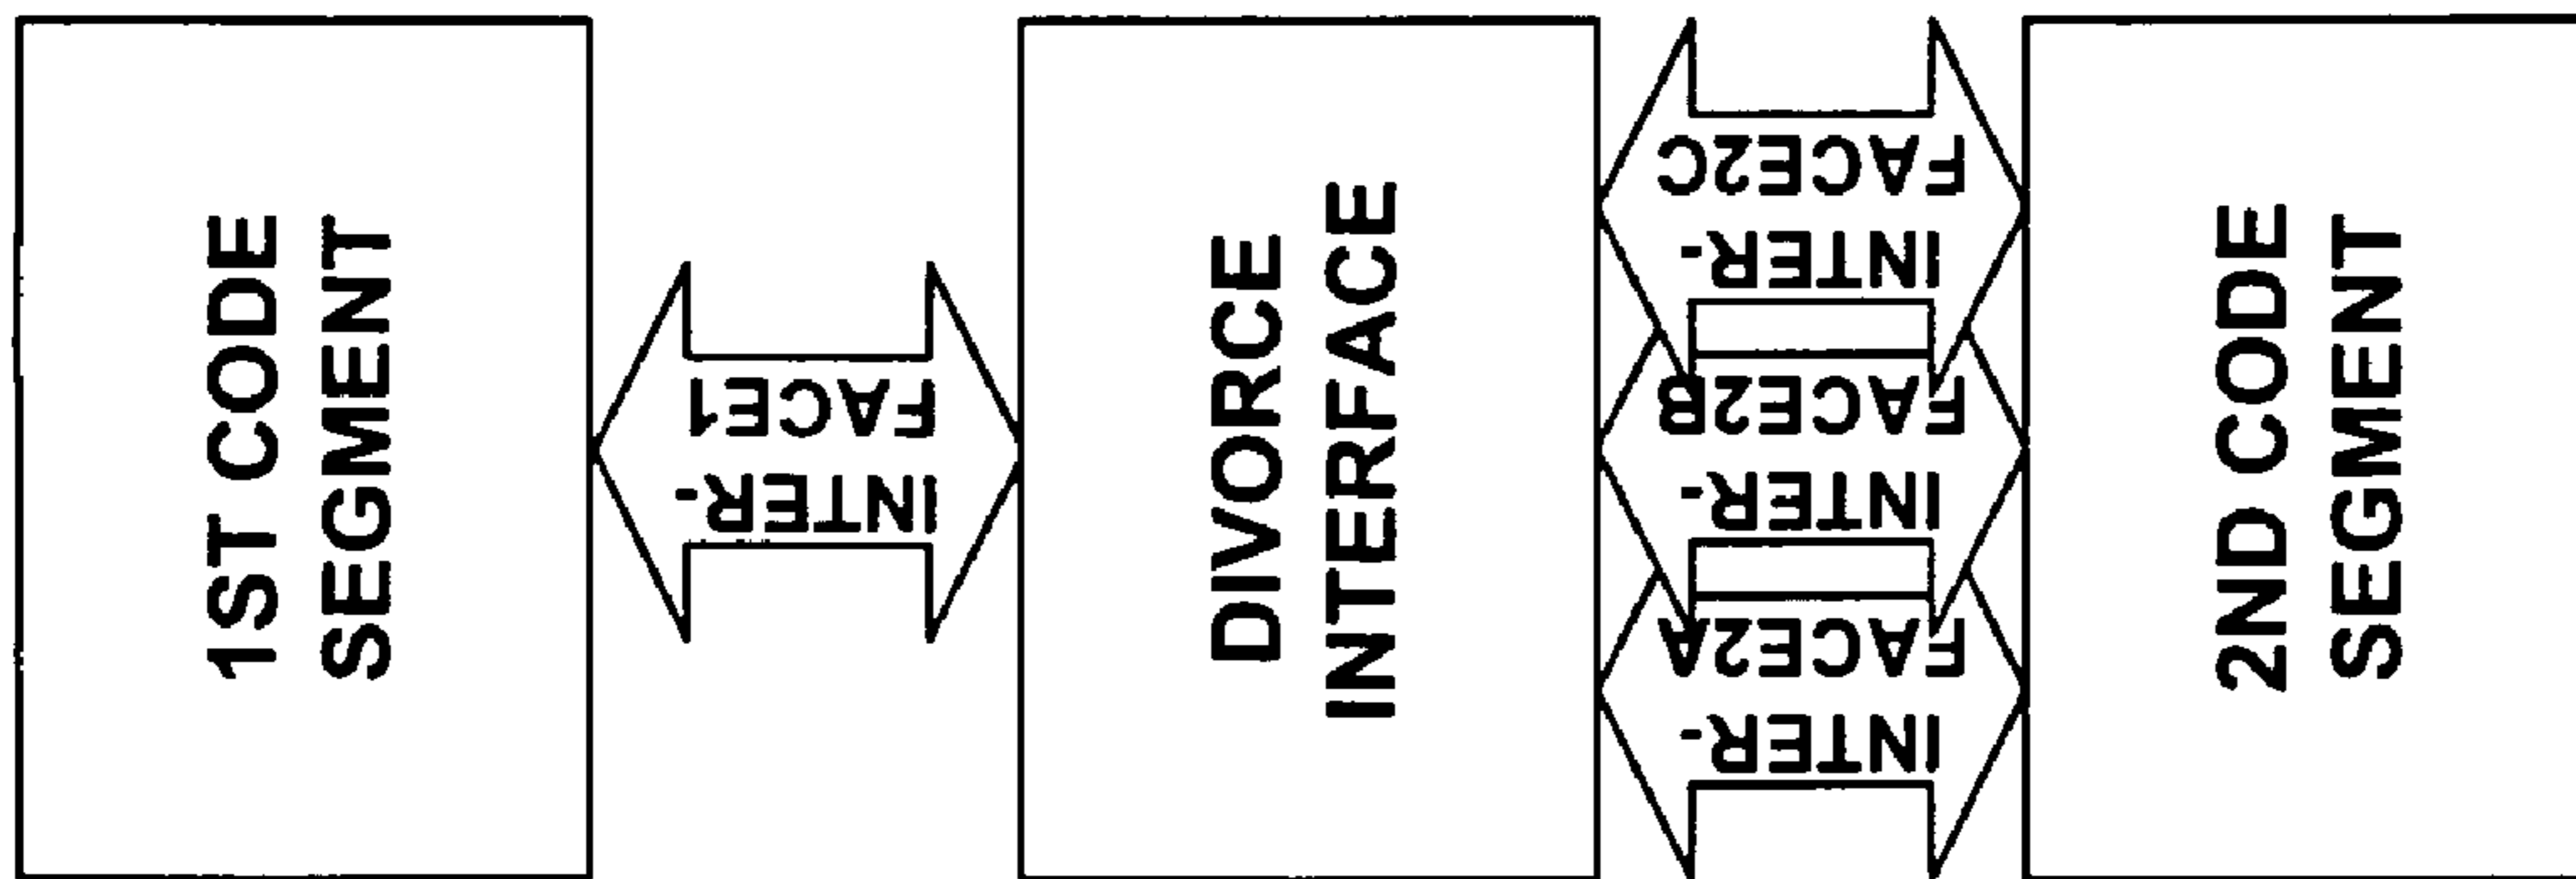 1ST CODE
SEGMENT
INTER-
FACE1
DIVORCE
INTERFACE
INTER-
FACE2A
INTER-
FACE2B
INTER-
FACE2C
2ND CODE
SEGMENT